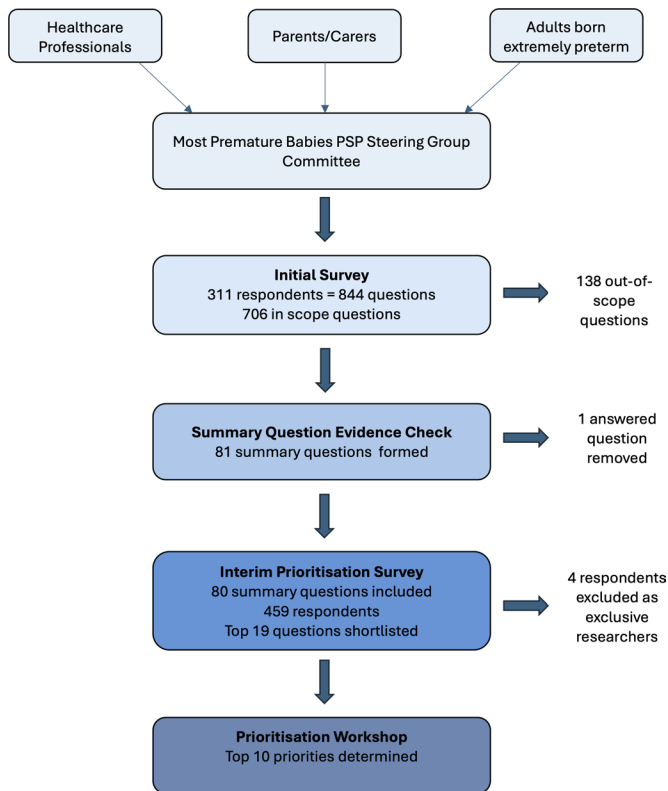 Healthcare
Professionals
Parents/Carers
Adults born
extremely preterm
Most Premature Babies PSP Steering Group
Committee
Initial Survey
311 respondents = 844 questions
706 in scope questions
138 out-of-
scope
questions
Summary Question Evidence Check
81 summary questions formed
1 answered
question
removed
Interim Prioritisation Survey
80 summary questions included
459 respondents
Top 19 questions shortlisted
4 respondents
excluded as
exclusive
researchers
Prioritisation Workshop
Top 10 priorities determined